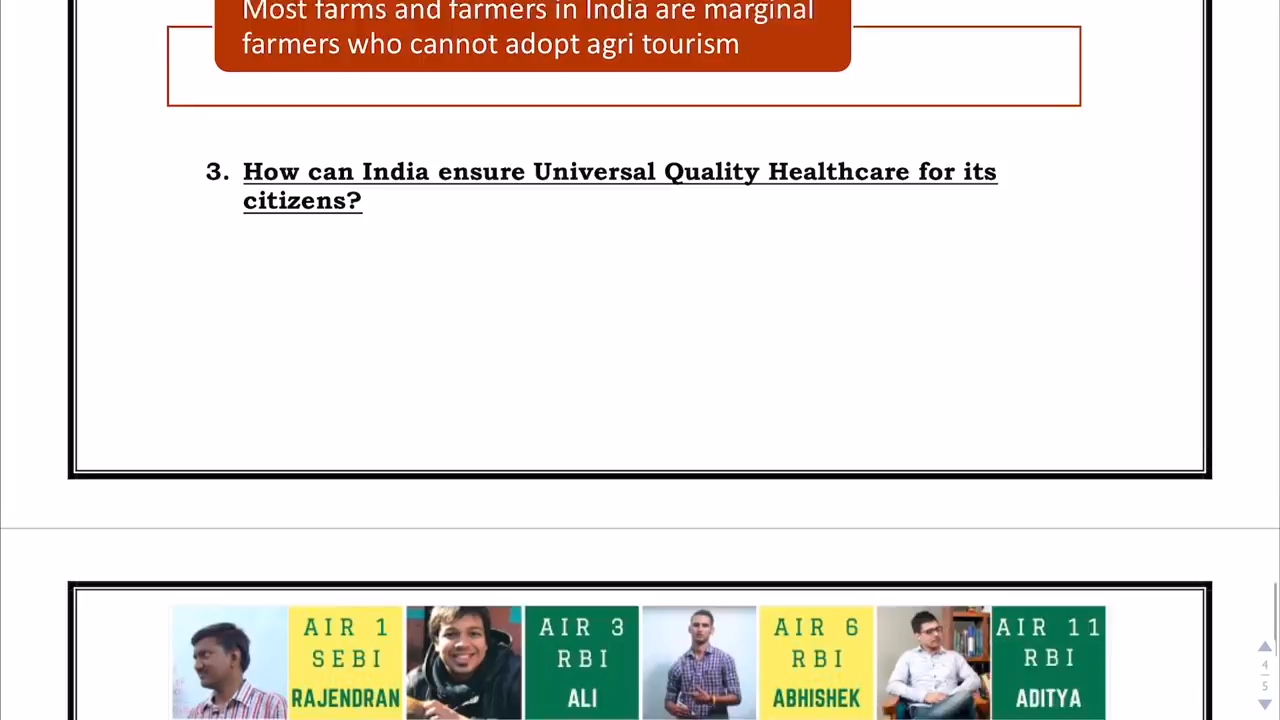 Most farms and farmers in India are marginal
farmers who cannot adopt agri tourism
3. How can India ensure Universal Quality Healthcare for its
citizens?
AIR 1
SEBI
RAJENDRAN
AIR 3
RBI
ALI
AIR 6
RBI
ABHISHEK
AIR 11
RBI
ADITYA
4
5